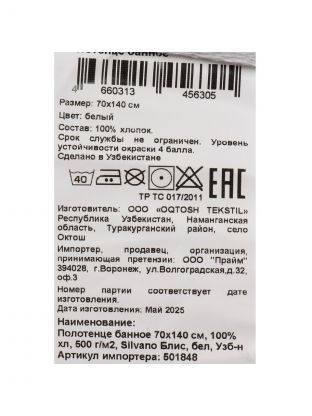 Полотенце банное
4 660313 456305
Размер: 70х140 см
Цвет: белый
Состав: 100% хлопок.
Срок службы не ограничен. Уровень
устойчивости окраски 4 балла.
Сделано в Узбекистане
40
ТР ТС 017/2011
ЕАС
Изготовитель: ООО «OQTOSH TEKSTIL»
Республика Узбекистан, Наманганская
область, Туракурганский район, село
Октош
Импортер, продавец, организация,
принимающая претензии: ООО "Прайм"
394028, г.Воронеж, ул.Волгоградская,д.32,
оф.3
Номер партии соответствует дате
изготовления.
Дата изготовления: Май 2025
Наименование:
Полотенце банное 70х140 см, 100%
хл, 500 г/м2, Silvano Блис, бел, Узб-н
Артикул импортера: 501848